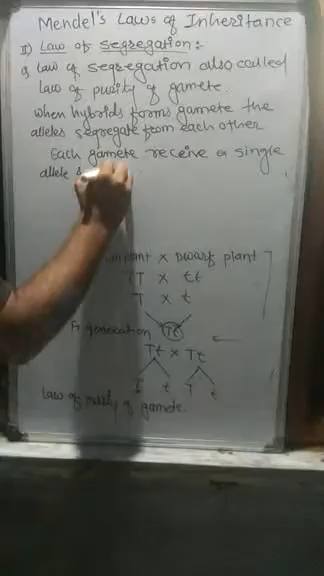 Mendel's Laws of Inheritance
II) Law of segregation:-
Law of segregation also called
Law of purity of gamete.
When hybrids forms gamete the
alleles segregate from each other
Each gamete receive a single
allele
plant x Dwarf plant
TT x tt
T x t
F1 generation Tt
Tt x Tt
T t T t
Law of purity of gamete.